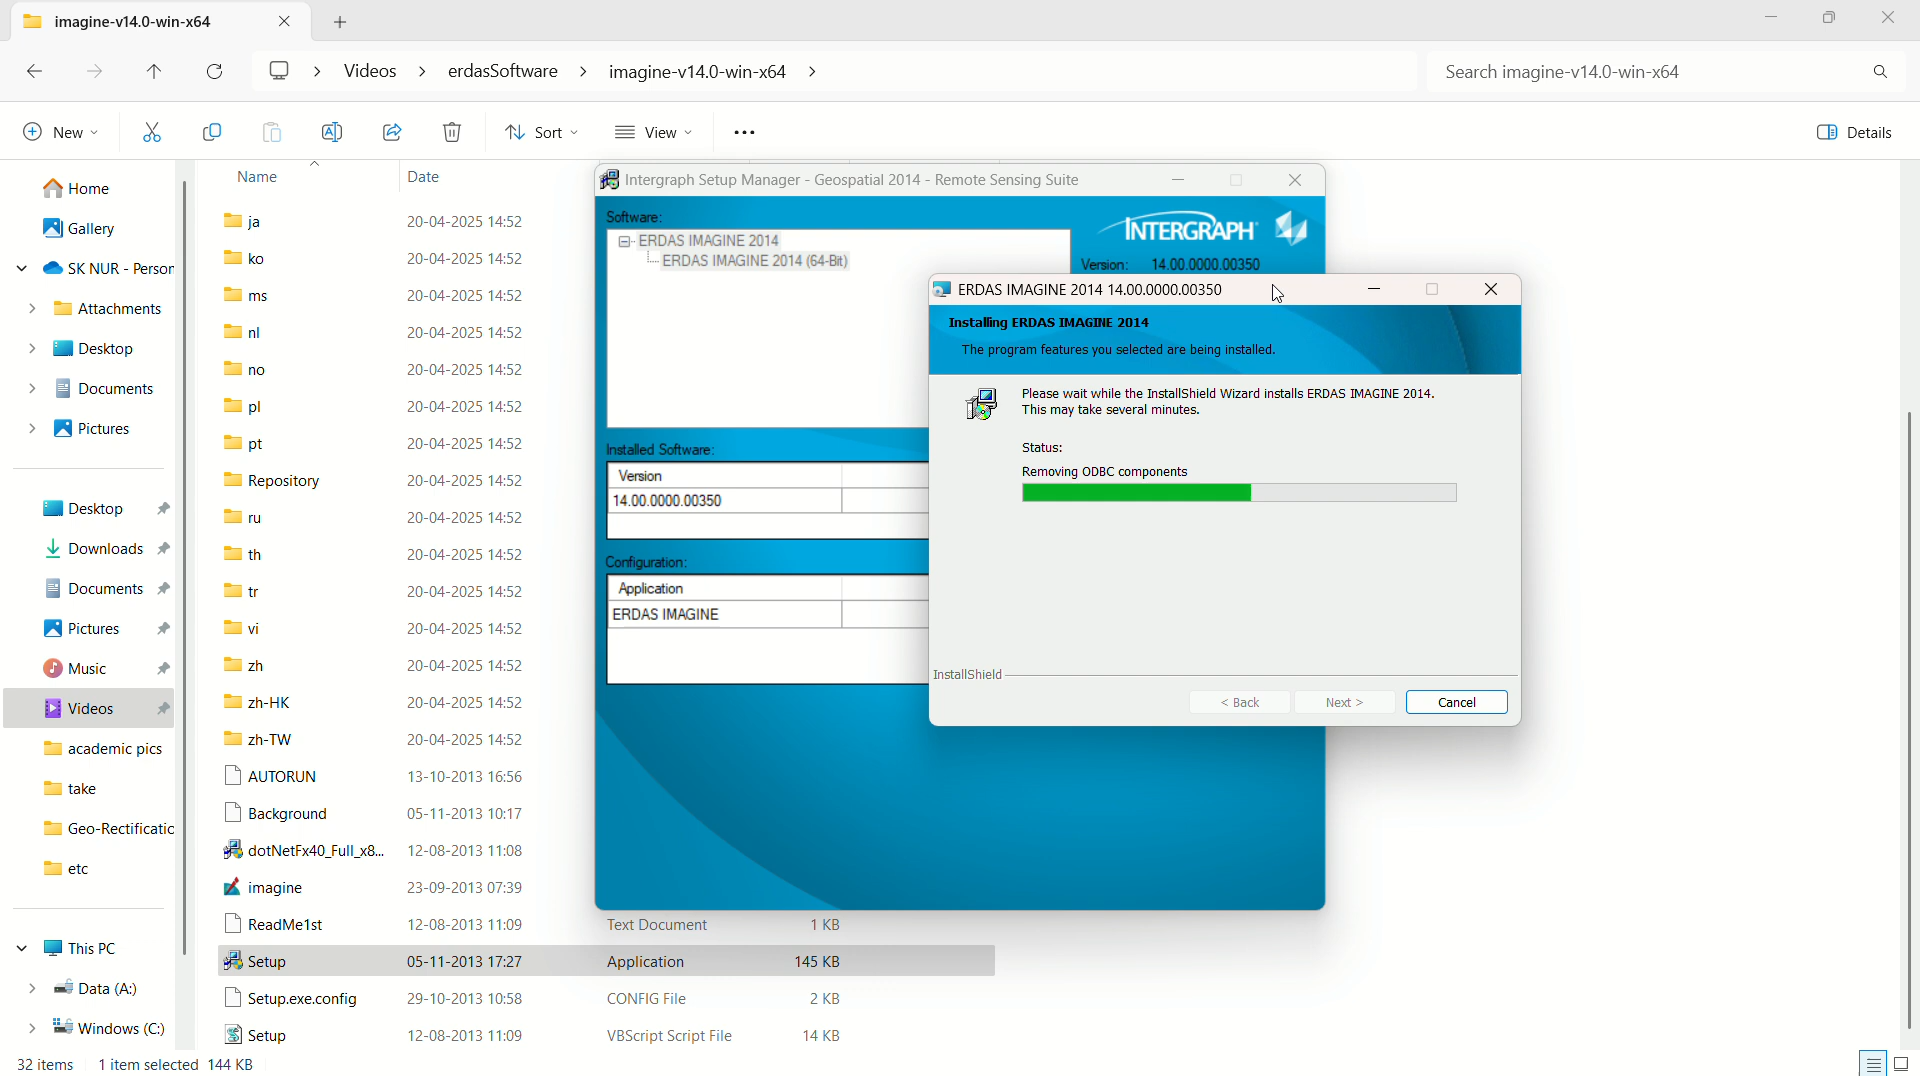 imagine-v14.0-win-x64
Videos erdasSoftware imagine-v14.0-win-x64
Search imagine-v14.0-win-x64
New Sort View Details
Home
Gallery
SK NUR - Person
Attachments
Desktop
Documents
Pictures
Desktop
Downloads
Documents
Pictures
Music
Videos
academic pics
take
Geo-Rectificatic
etc
This PC
Data (A:)
Windows (C:)
Name Date
ja 20-04-2025 14:52
ko 20-04-2025 14:52
ms 20-04-2025 14:52
nl 20-04-2025 14:52
no 20-04-2025 14:52
pl 20-04-2025 14:52
pt 20-04-2025 14:52
Repository 20-04-2025 14:52
ru 20-04-2025 14:52
th 20-04-2025 14:52
tr 20-04-2025 14:52
vi 20-04-2025 14:52
zh 20-04-2025 14:52
zh-HK 20-04-2025 14:52
zh-TW 20-04-2025 14:52
AUTORUN 13-10-2013 16:56
Background 05-11-2013 10:17
dotNetFx40_Full_x8... 12-08-2013 11:08
imagine 23-09-2013 07:39
ReadMe1st 12-08-2013 11:09 Text Document 1 KB
Setup 05-11-2013 17:27 Application 145 KB
Setup.exe.config 29-10-2013 10:58 CONFIG File 2 KB
Setup 12-08-2013 11:09 VBScript Script File 14 KB
Intergraph Setup Manager - Geospatial 2014 - Remote Sensing Suite
Software:
ERDAS IMAGINE 2014
ERDAS IMAGINE 2014 (64-Bit)
INTERGRAPH
Version: 14.00.0000.00350
Installed Software:
Version
14.00.0000.00350
Configuration:
Application
ERDAS IMAGINE
ERDAS IMAGINE 2014 14.00.0000.00350
Installing ERDAS IMAGINE 2014
The program features you selected are being installed.
Please wait while the InstallShield Wizard installs ERDAS IMAGINE 2014.
This may take several minutes.
Status:
Removing ODBC components
InstallShield
< Back Next > Cancel
32 items 1 item selected 144 KB